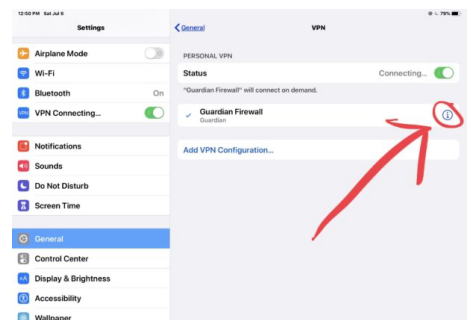 12:50 PM Sat Jul 6
79%
Settings
General
VPN
Airplane Mode
Wi-Fi
Bluetooth On
VPN Connecting...
Notifications
Sounds
Do Not Disturb
Screen Time
General
Control Center
Display & Brightness
Accessibility
Wallpaper
PERSONAL VPN
Status Connecting...
"Guardian Firewall" will connect on demand.
Guardian Firewall
Guardian
Add VPN Configuration...